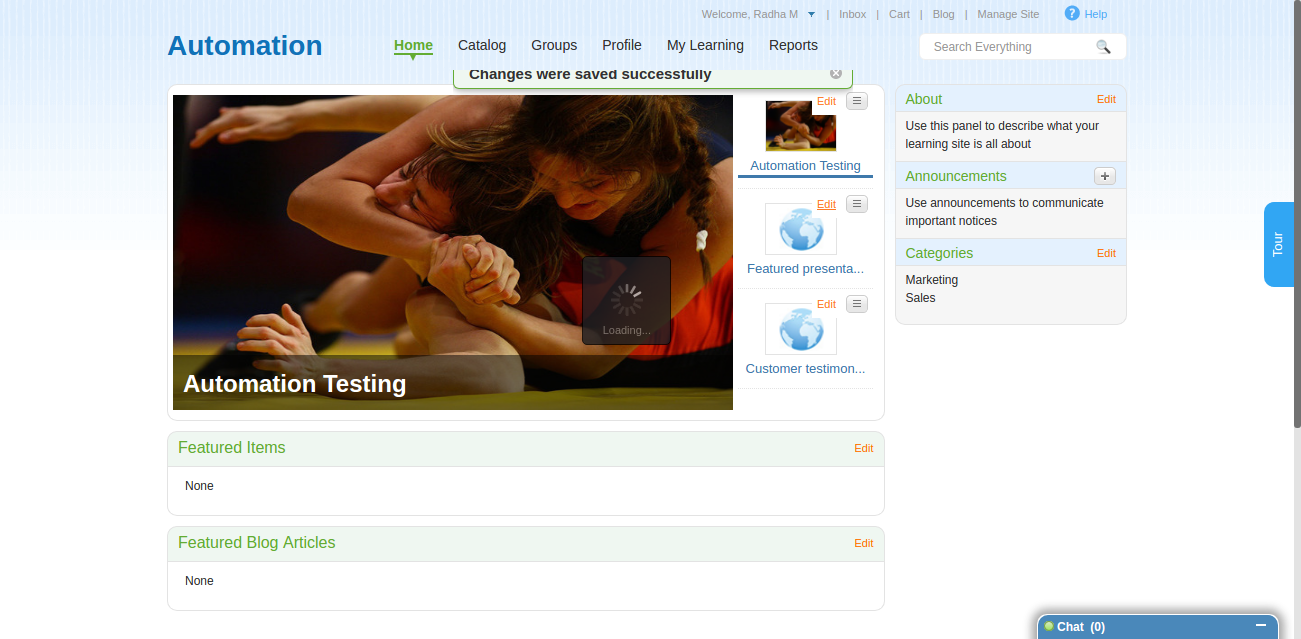 Welcome, Radha M | Inbox | Cart | Blog | Manage Site ? Help
Automation
Home Catalog Groups Profile My Learning Reports
Search Everything
Changes were saved successfully
Edit
Automation Testing
Edit
Featured presenta...
Edit
Customer testimon...
Loading...
Automation Testing
About Edit
Use this panel to describe what your
learning site is all about
Announcements +
Use announcements to communicate
important notices
Categories Edit
Marketing
Sales
Tour
Featured Items Edit
None
Featured Blog Articles Edit
None
Chat (0)